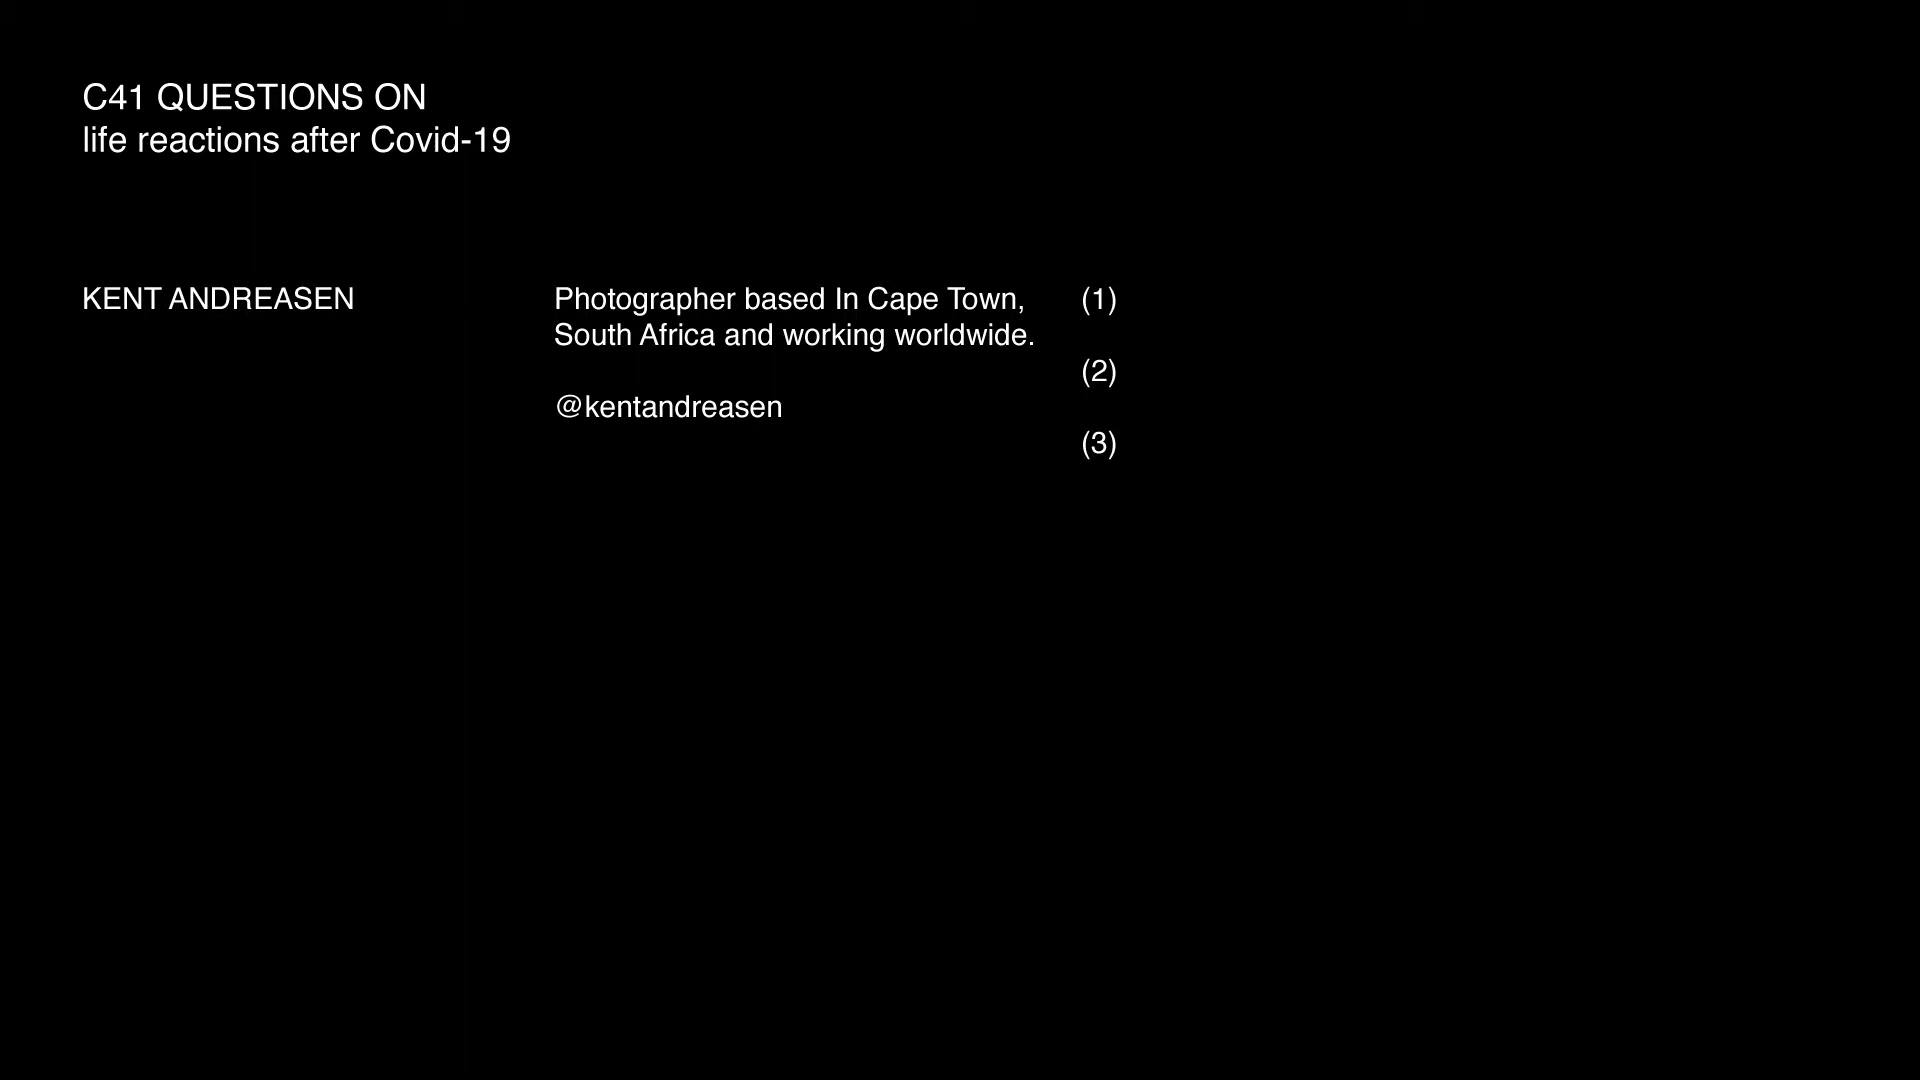 C41 QUESTIONS ON
life reactions after Covid-19
KENT ANDREASEN
Photographer based In Cape Town,
South Africa and working worldwide.
@kentandreasen
(1)
(2)
(3)